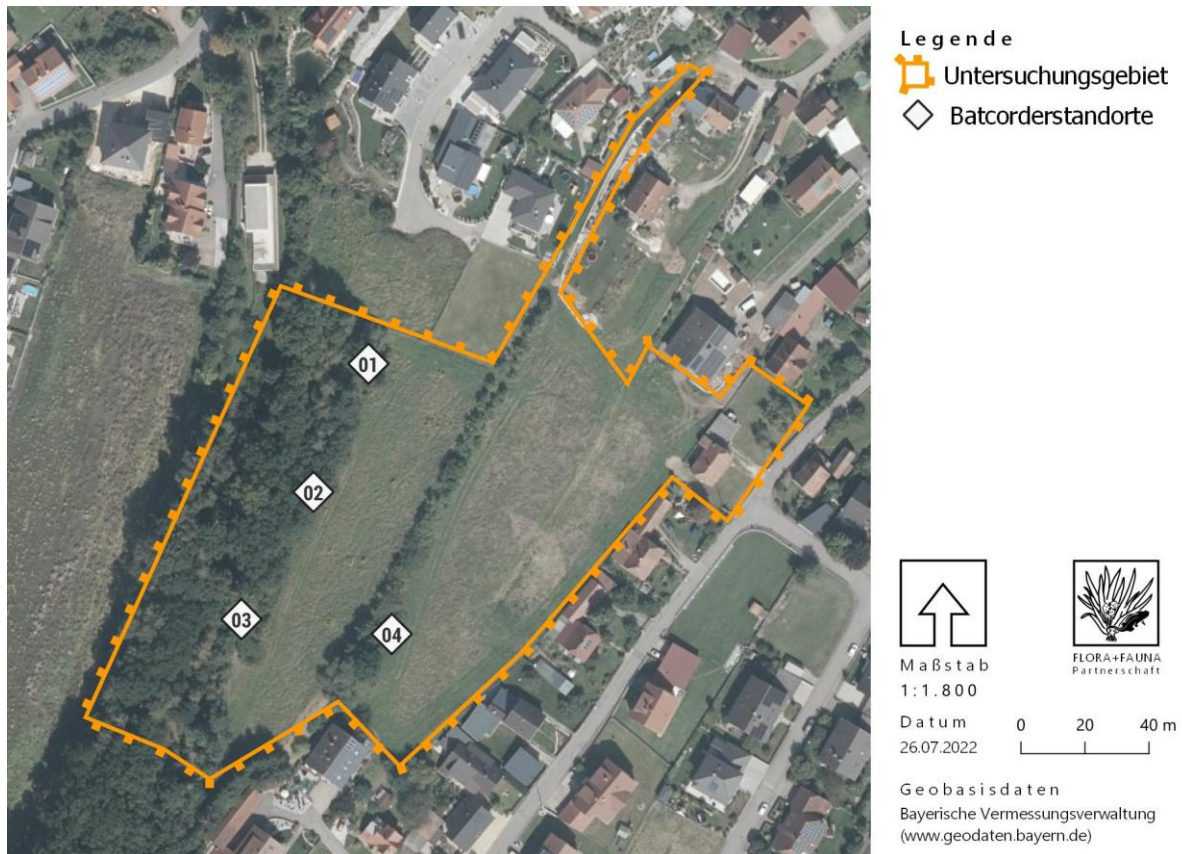 Legende
Untersuchungsgebiet
Batcorderstandorte
01
02
03
04
Maßstab
1:1.800
FLORA+FAUNA
Partnerschaft
Datum
26.07.2022
0 20 40 m
Geobasisdaten
Bayerische Vermessungsverwaltung
(www.geodaten.bayern.de)